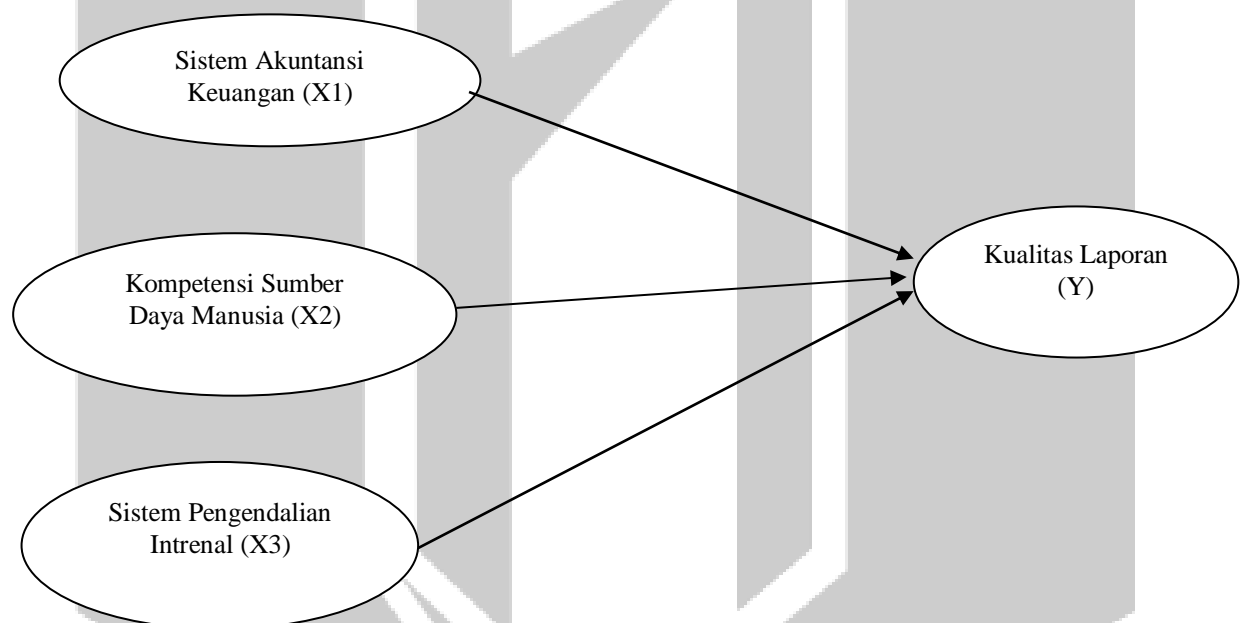 Sistem Akuntansi
Keuangan (X1)
Kompetensi Sumber
Daya Manusia (X2)
Sistem Pengendalian
Intrenal (X3)
Kualitas Laporan
(Y)